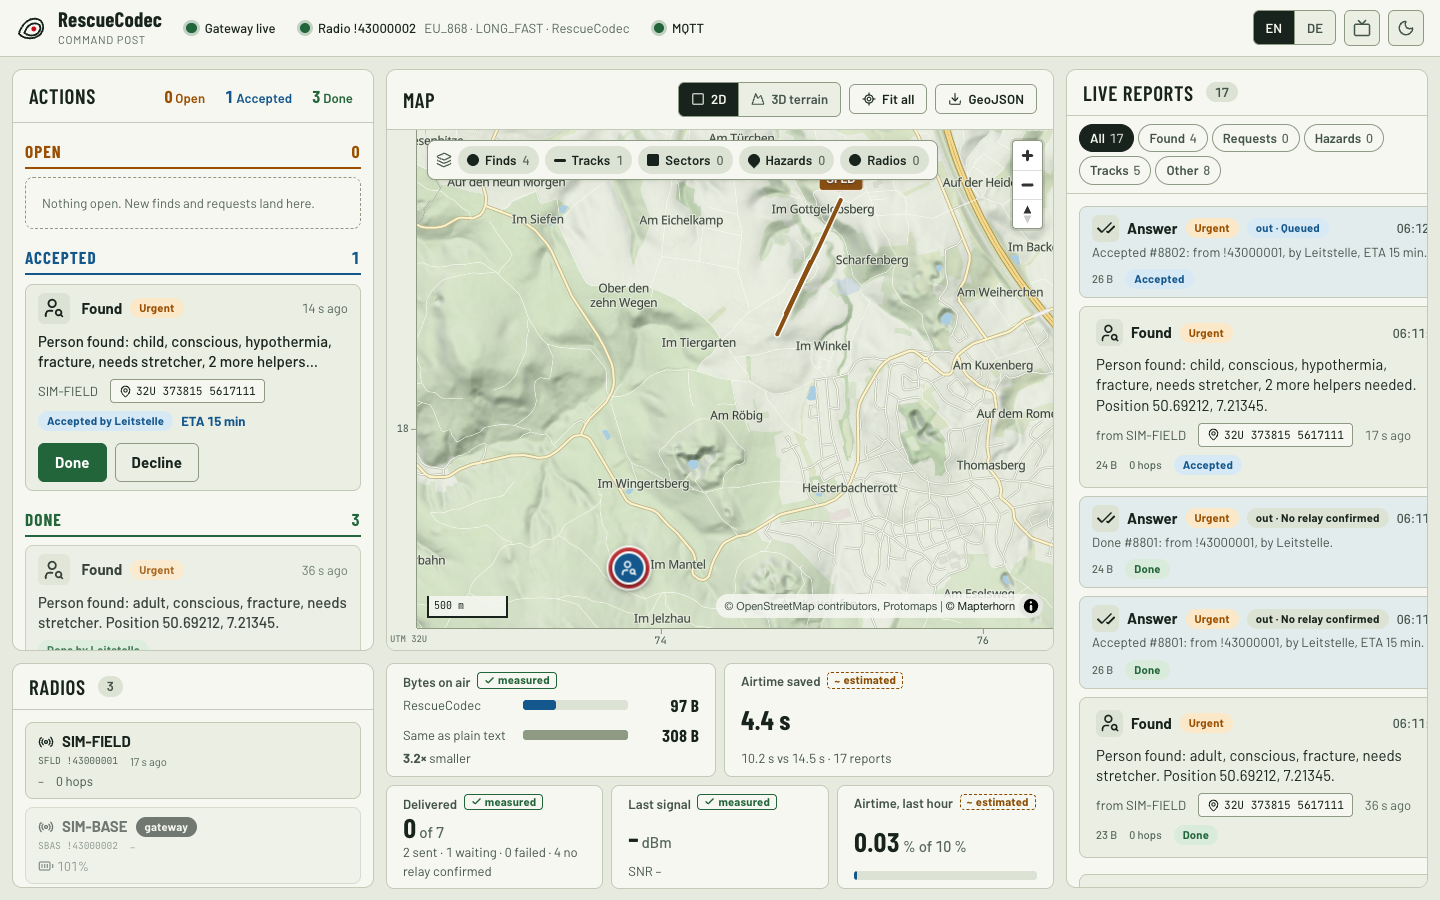 RescueCodec
COMMAND POST
Gateway live
Radio !43000002 EU_868 · LONG_FAST · RescueCodec
MQTT
EN DE
ACTIONS
0 Open 1 Accepted 3 Done
OPEN 0
Nothing open. New finds and requests land here.
ACCEPTED 1
Found Urgent 14 s ago
Person found: child, conscious, hypothermia,
fracture, needs stretcher, 2 more helpers...
SIM-FIELD 32U 373815 5617111
Accepted by Leitstelle ETA 15 min
Done Decline
DONE 3
Found Urgent 36 s ago
Person found: adult, conscious, fracture, needs
stretcher. Position 50.69212, 7.21345.
Done by Leitstelle
RADIOS 3
SIM-FIELD
SFLD !43000001 17 s ago
– 0 hops
SIM-BASE gateway
SBAS !43000002 –
101%
MAP
2D 3D terrain Fit all GeoJSON
Am Türchen
Finds 4 Tracks 1 Sectors 0 Hazards 0 Radios 0
Auf den neun Morgen
SFLD
Auf der Heide
Im Siefen
Am Eichelkamp
Im Gottgelosberg
Im Back
Scharfenberg
Ober den
zehn Wegen
Am Weiherchen
Im Tiergarten
Im Winkel
Am Kuxenberg
Am Röbig
Auf dem Rome
18
Thomasberg
Im Wingertsberg
Heisterbacherrott
bahn
Im Mantel
Am Eselsweg
500 m
© OpenStreetMap contributors, Protomaps | © Mapterhorn
Im Jelzhau
UTM 32U
74 76
Bytes on air measured
RescueCodec 97 B
Same as plain text 308 B
3.2× smaller
Airtime saved ~ estimated
4.4 s
10.2 s vs 14.5 s · 17 reports
Delivered measured
0 of 7
2 sent · 1 waiting · 0 failed · 4 no
relay confirmed
Last signal measured
– dBm
SNR –
Airtime, last hour ~ estimated
0.03 % of 10 %
LIVE REPORTS 17
All 17 Found 4 Requests 0 Hazards 0
Tracks 5 Other 8
Answer Urgent out · Queued 06:12
Accepted #8802: from !43000001, by Leitstelle, ETA 15 min.
26 B Accepted
Found Urgent 06:11
Person found: child, conscious, hypothermia,
fracture, needs stretcher, 2 more helpers needed.
Position 50.69212, 7.21345.
from SIM-FIELD 32U 373815 5617111 17 s ago
24 B 0 hops Accepted
Answer Urgent out · No relay confirmed 06:11
Done #8801: from !43000001, by Leitstelle.
24 B Done
Answer Urgent out · No relay confirmed 06:11
Accepted #8801: from !43000001, by Leitstelle, ETA 15 min.
26 B Done
Found Urgent 06:11
Person found: adult, conscious, fracture, needs
stretcher. Position 50.69212, 7.21345.
from SIM-FIELD 32U 373815 5617111 36 s ago
23 B 0 hops Done